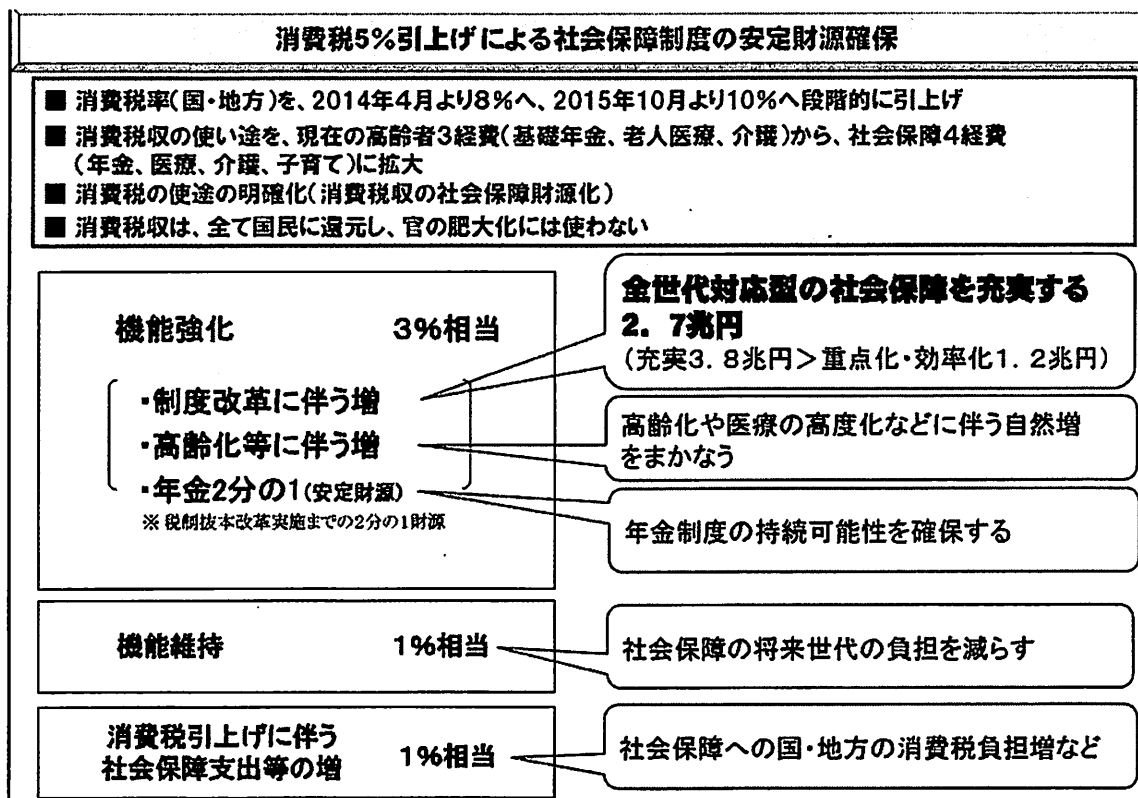 消費税5%引上げによる社会保障制度の安定財源確保
■ 消費税率(国・地方)を、2014年4月より8%へ、2015年10月より10%へ段階的に引上げ
■ 消費税収の使い途を、現在の高齢者3経費(基礎年金、老人医療、介護)から、社会保障4経費
(年金、医療、介護、子育て)に拡大
■ 消費税の使途の明確化(消費税収の社会保障財源化)
■ 消費税収は、全て国民に還元し、官の肥大化には使わない
機能強化 3%相当
・制度改革に伴う増
・高齢化等に伴う増
・年金2分の1(安定財源)
※税制抜本改革実施までの2分の1財源
全世代対応型の社会保障を充実する
2.7兆円
(充実3.8兆円>重点化・効率化1.2兆円)
高齢化や医療の高度化などに伴う自然増
をまかなう
年金制度の持続可能性を確保する
機能維持 1%相当
社会保障の将来世代の負担を減らす
消費税引上げに伴う
社会保障支出等の増 1%相当
社会保障への国・地方の消費税負担増など